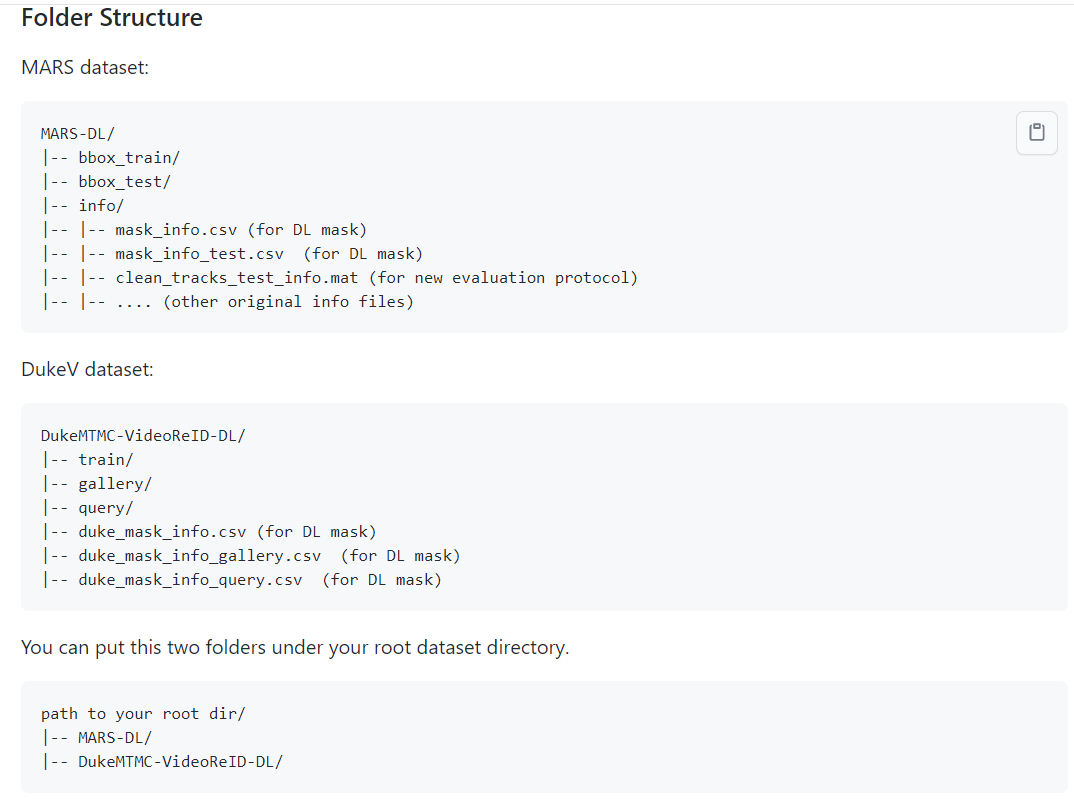 Folder Structure
MARS dataset:
MARS-DL/
|-- bbox_train/
|-- bbox_test/
|-- info/
|-- |-- mask_info.csv (for DL mask)
|-- |-- mask_info_test.csv  (for DL mask)
|-- |-- clean_tracks_test_info.mat (for new evaluation protocol)
|-- |-- .... (other original info files)
DukeV dataset:
DukeMTMC-VideoReID-DL/
|-- train/
|-- gallery/
|-- query/
|-- duke_mask_info.csv (for DL mask)
|-- duke_mask_info_gallery.csv  (for DL mask)
|-- duke_mask_info_query.csv  (for DL mask)
You can put this two folders under your root dataset directory.
path to your root dir/
|-- MARS-DL/
|-- DukeMTMC-VideoReID-DL/